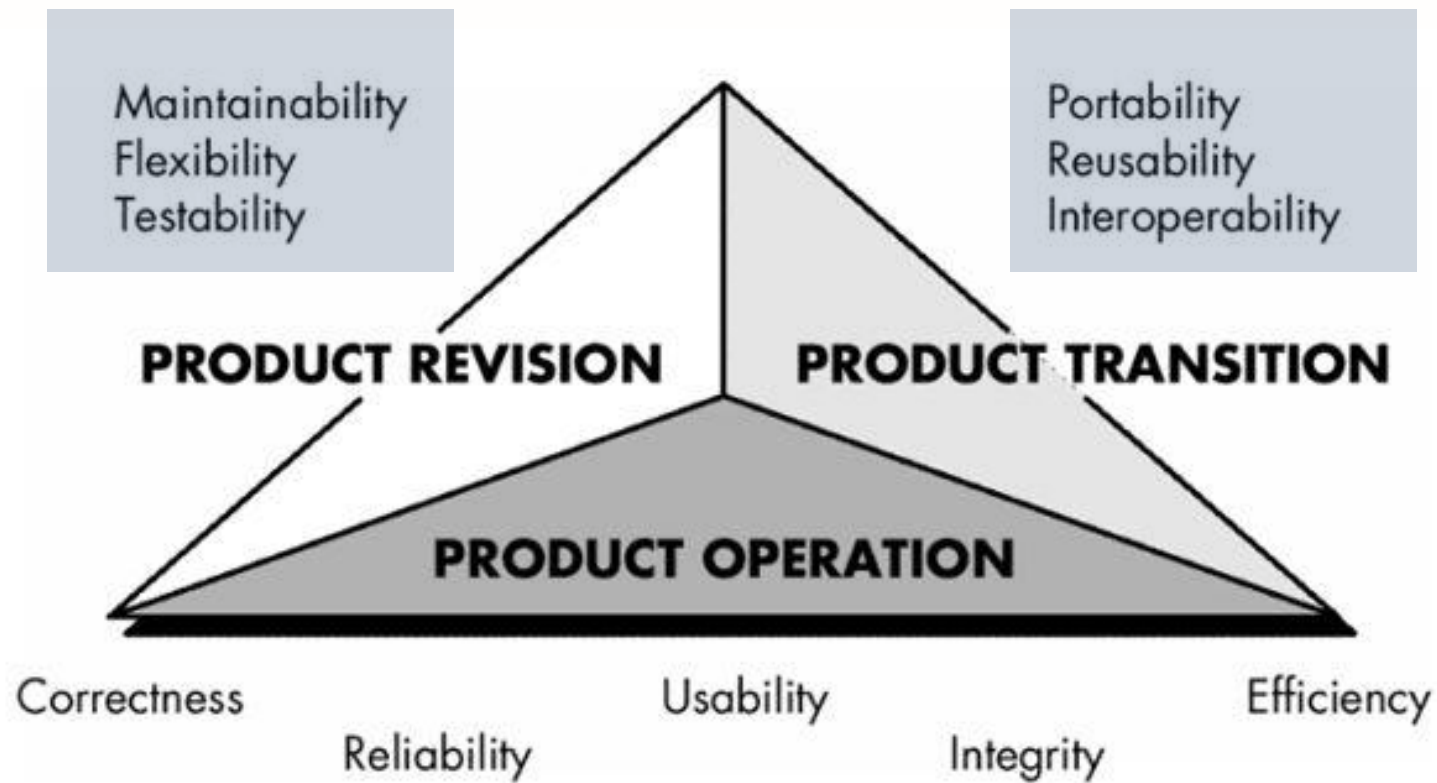 Maintainability
Flexibility
Testability
Portability
Reusability
Interoperability
PRODUCT REVISION
PRODUCT TRANSITION
PRODUCT OPERATION
Correctness
Usability
Efficiency
Reliability
Integrity